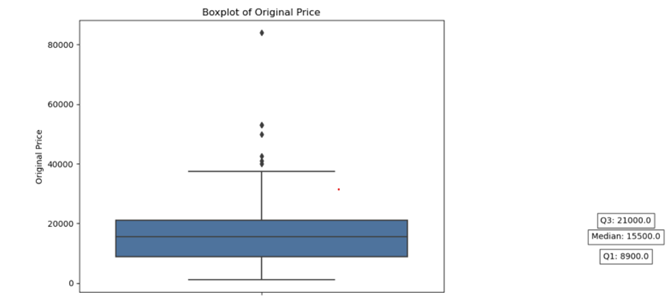 Boxplot of Original Price
80000
60000
40000
20000
0
Original Price
Q3: 21000.0
Median: 15500.0
Q1: 8900.0